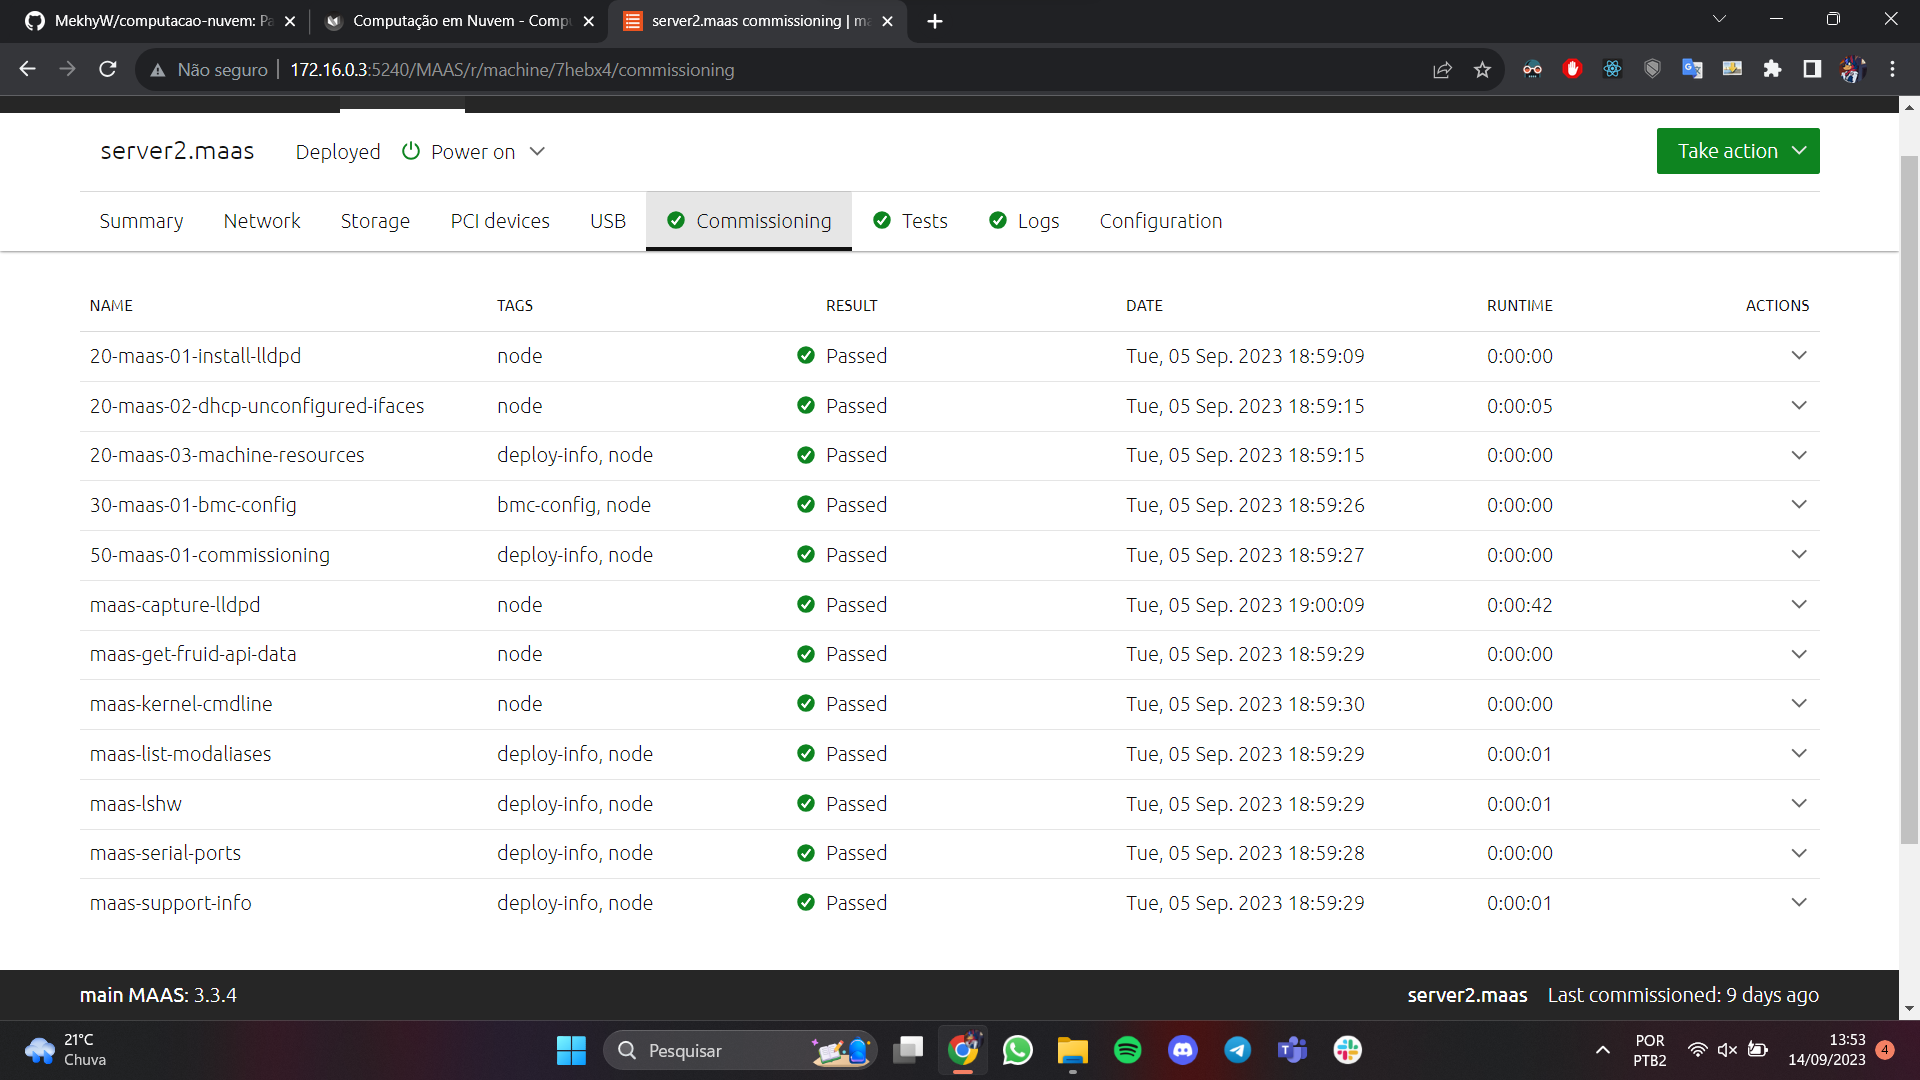 MekhyW/computacao-nuvem: Pa
Computação em Nuvem - Compu
server2.maas commissioning | ma
Não seguro
172.16.0.3:5240/MAAS/r/machine/7hebx4/commissioning
server2.maas Deployed Power on
Take action
Summary Network Storage PCI devices USB Commissioning Tests Logs Configuration
NAME TAGS RESULT DATE RUNTIME ACTIONS
20-maas-01-install-lldpd node Passed Tue, 05 Sep. 2023 18:59:09 0:00:00
20-maas-02-dhcp-unconfigured-ifaces node Passed Tue, 05 Sep. 2023 18:59:15 0:00:05
20-maas-03-machine-resources deploy-info, node Passed Tue, 05 Sep. 2023 18:59:15 0:00:00
30-maas-01-bmc-config bmc-config, node Passed Tue, 05 Sep. 2023 18:59:26 0:00:00
50-maas-01-commissioning deploy-info, node Passed Tue, 05 Sep. 2023 18:59:27 0:00:00
maas-capture-lldpd node Passed Tue, 05 Sep. 2023 19:00:09 0:00:42
maas-get-fruid-api-data node Passed Tue, 05 Sep. 2023 18:59:29 0:00:00
maas-kernel-cmdline node Passed Tue, 05 Sep. 2023 18:59:30 0:00:00
maas-list-modaliases deploy-info, node Passed Tue, 05 Sep. 2023 18:59:29 0:00:01
maas-lshw deploy-info, node Passed Tue, 05 Sep. 2023 18:59:29 0:00:01
maas-serial-ports deploy-info, node Passed Tue, 05 Sep. 2023 18:59:28 0:00:00
maas-support-info deploy-info, node Passed Tue, 05 Sep. 2023 18:59:29 0:00:01
main MAAS: 3.3.4
server2.maas Last commissioned: 9 days ago
21°C
Chuva
Pesquisar
POR
PTB2
13:53
14/09/2023
4